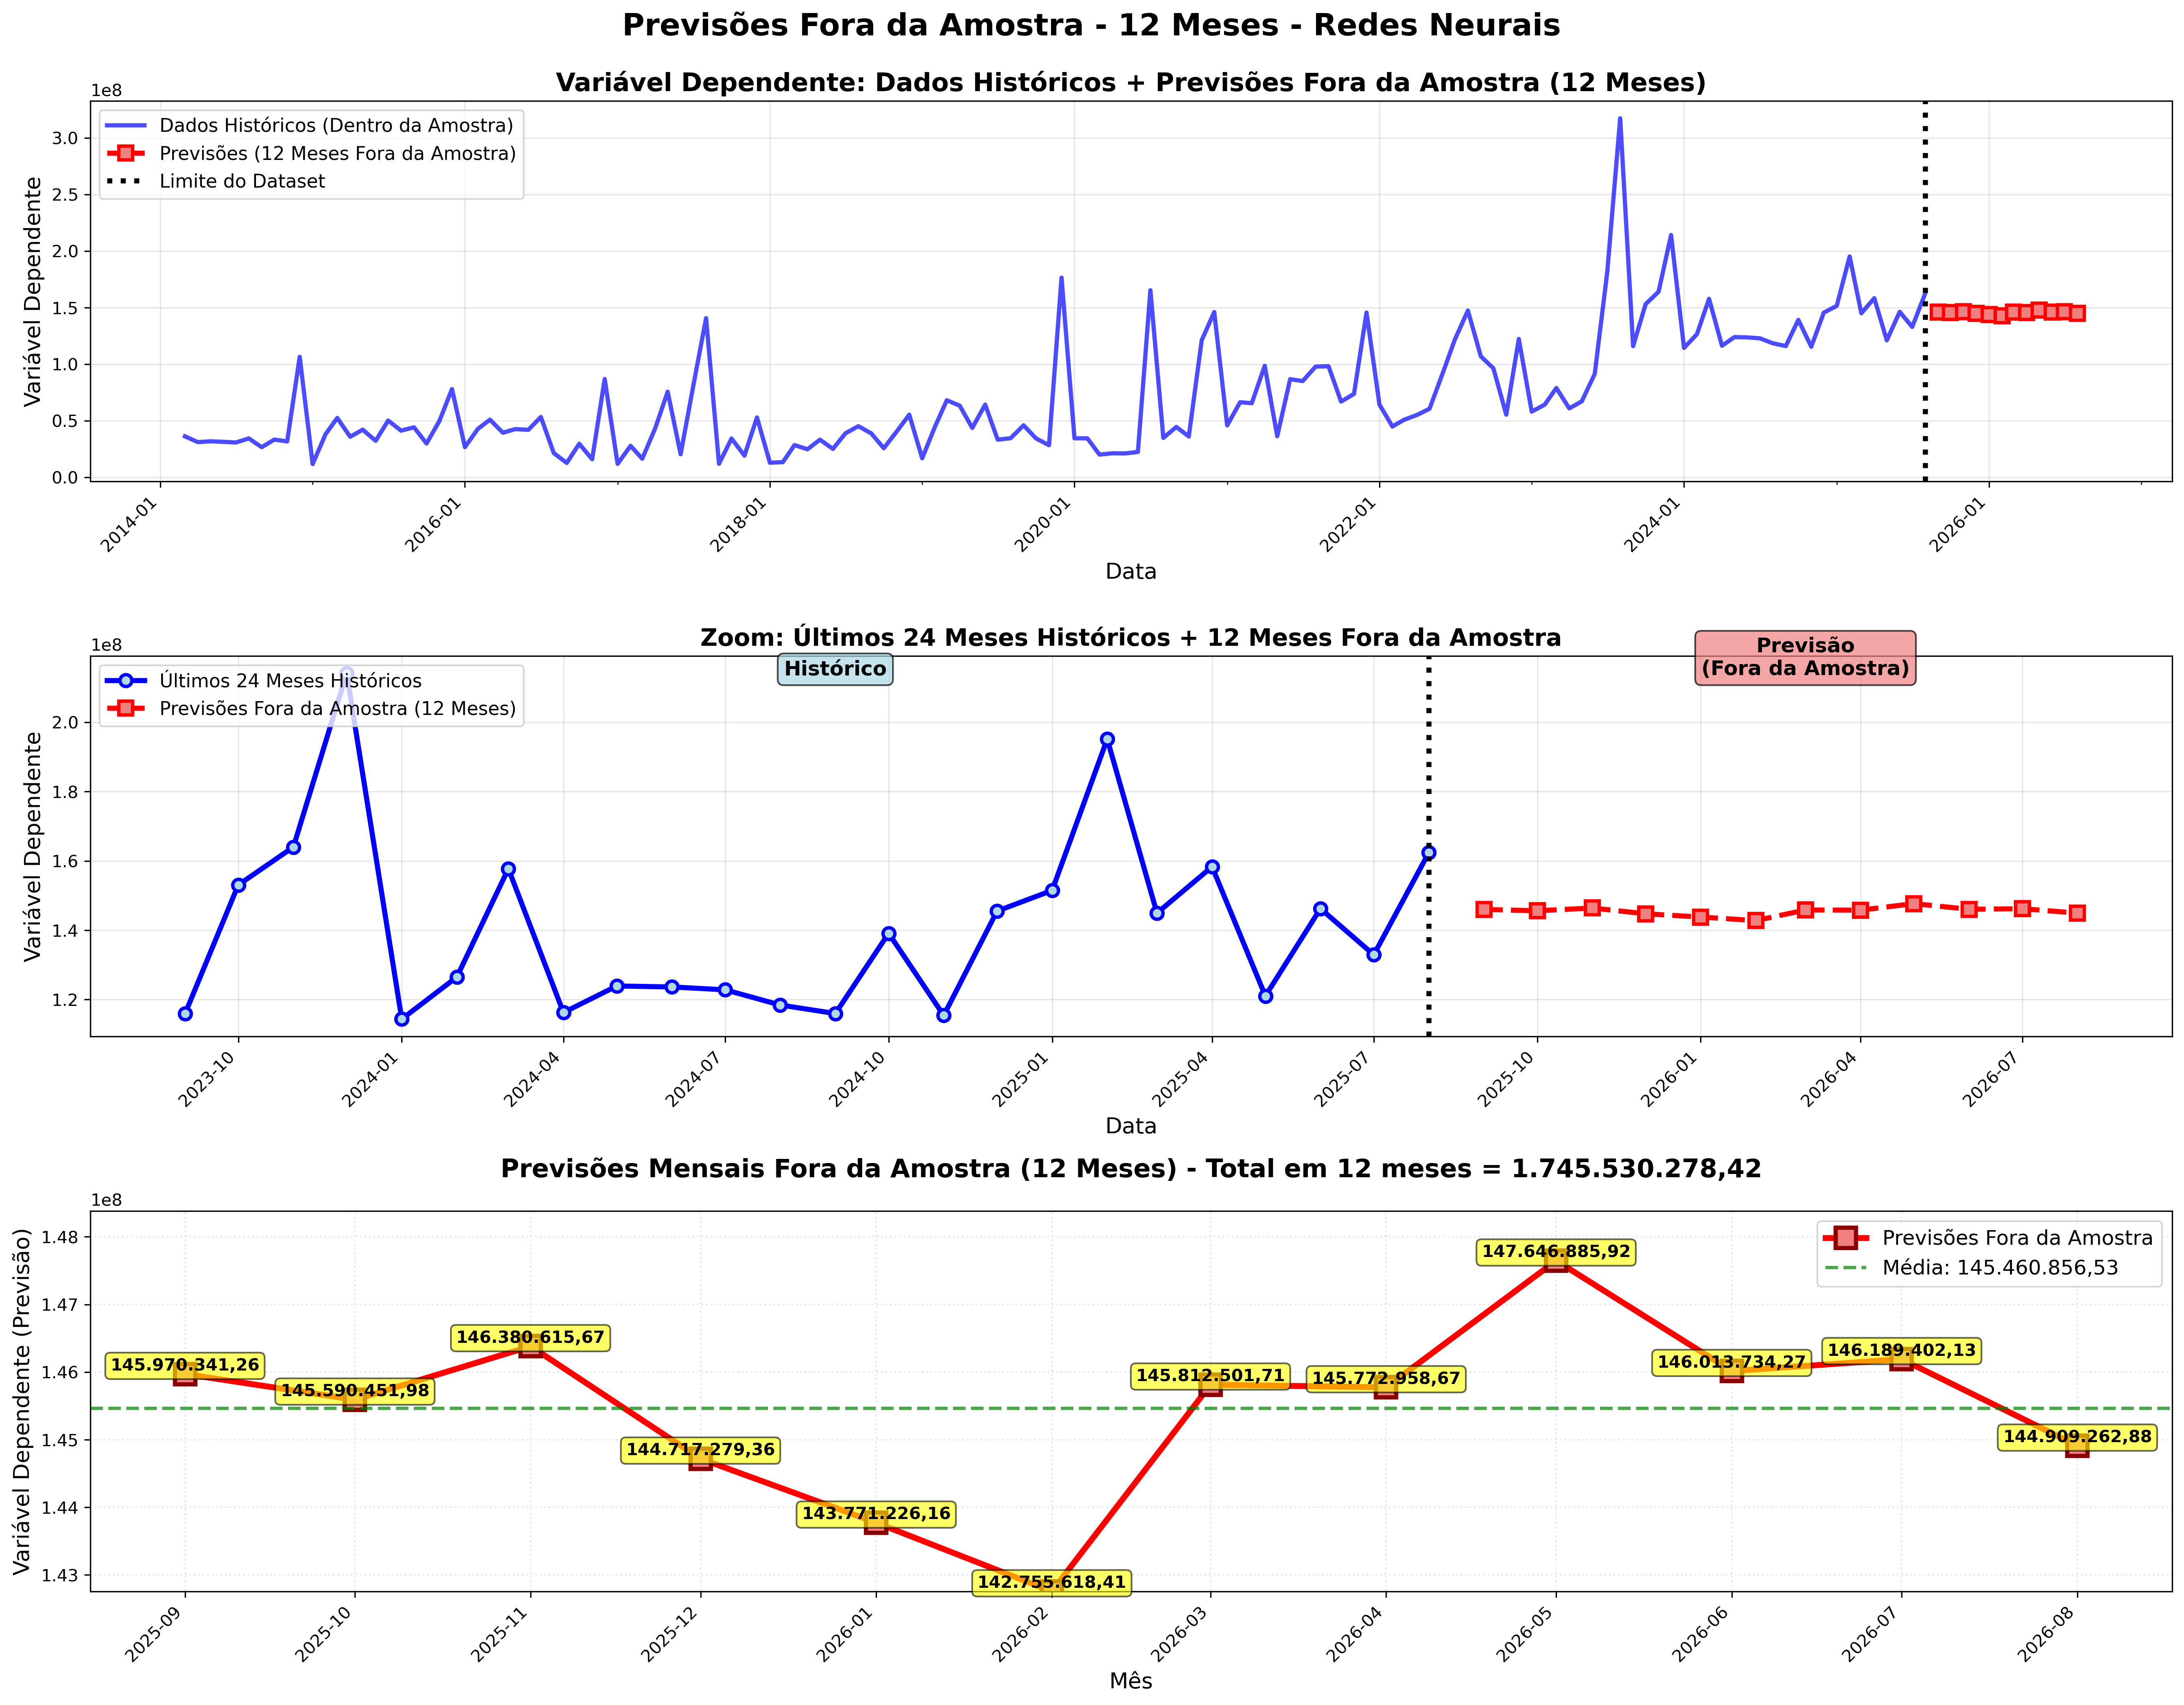 Previsões Fora da Amostra - 12 Meses - Redes Neurais
Variável Dependente: Dados Históricos + Previsões Fora da Amostra (12 Meses)
1e8
Dados Históricos (Dentro da Amostra)
Previsões (12 Meses Fora da Amostra)
Limite do Dataset
Variável Dependente
3.0
2.5
2.0
1.5
1.0
0.5
0.0
2014-01
2016-01
2018-01
2020-01
2022-01
2024-01
2026-01
Data
Zoom: Últimos 24 Meses Históricos + 12 Meses Fora da Amostra
1e8
Últimos 24 Meses Históricos
Previsões Fora da Amostra (12 Meses)
Histórico
Previsão
(Fora da Amostra)
Variável Dependente
2.0
1.8
1.6
1.4
1.2
2023-10
2024-01
2024-04
2024-07
2024-10
2025-01
2025-04
2025-07
2025-10
2026-01
2026-04
2026-07
Data
Previsões Mensais Fora da Amostra (12 Meses) - Total em 12 meses = 1.745.530.278,42
1e8
Previsões Fora da Amostra
Média: 145.460.856,53
Variável Dependente (Previsão)
1.48
1.47
1.46
1.45
1.44
1.43
145.970.341,26
145.590.451,98
146.380.615,67
144.717.279,36
143.771.226,16
142.755.618,41
145.812.501,71
145.772.958,67
147.646.885,92
146.013.734,27
146.189.402,13
144.909.262,88
2025-09
2025-10
2025-11
2025-12
2026-01
2026-02
2026-03
2026-04
2026-05
2026-06
2026-07
2026-08
Mês